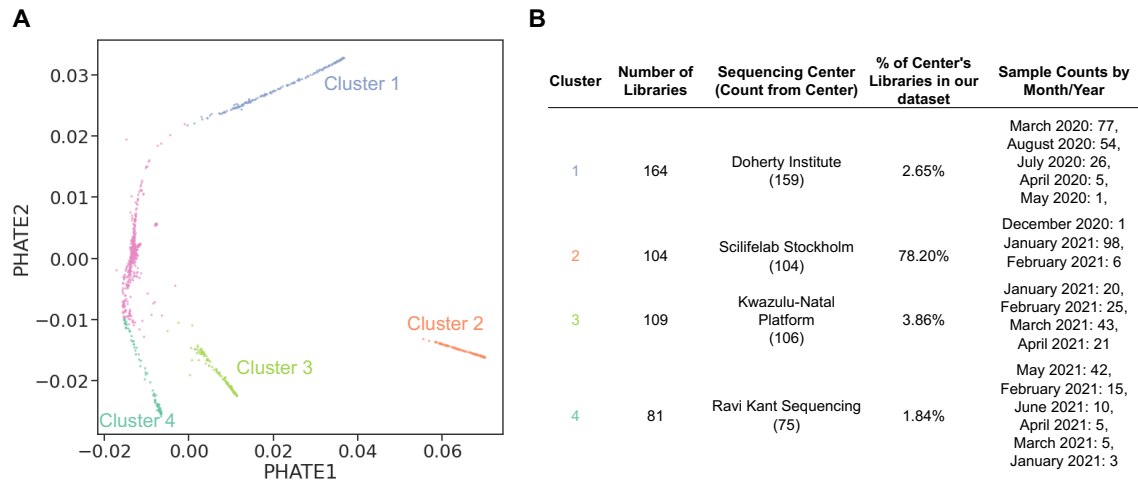 A
0.03
0.02
0.01
0.00
−0.01
−0.02
PHATE2
−0.02
0.00
0.02
0.04
0.06
PHATE1
Cluster 1
Cluster 2
Cluster 3
Cluster 4
B
Cluster
Number of
Libraries
Sequencing Center
(Count from Center)
% of Center's
Libraries in our
dataset
Sample Counts by
Month/Year
1
164
Doherty Institute
(159)
2.65%
March 2020: 77,
August 2020: 54,
July 2020: 26,
April 2020: 5,
May 2020: 1,
2
104
Scilifelab Stockholm
(104)
78.20%
December 2020: 1
January 2021: 98,
February 2021: 6
3
109
Kwazulu-Natal
Platform
(106)
3.86%
January 2021: 20,
February 2021: 25,
March 2021: 43,
April 2021: 21
4
81
Ravi Kant Sequencing
(75)
1.84%
May 2021: 42,
February 2021: 15,
June 2021: 10,
April 2021: 5,
March 2021: 5,
January 2021: 3